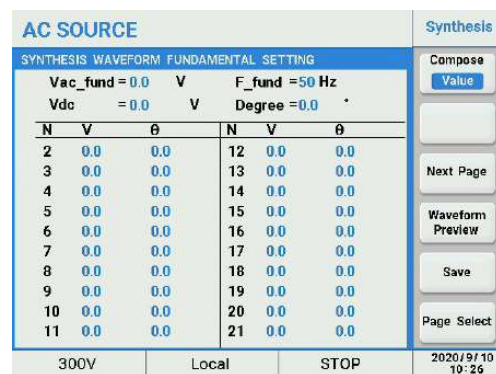 AC SOURCE
Synthesis
SYNTHESIS WAVEFORM FUNDAMENTAL SETTING
Vac_fund = 0.0 V F_fund = 50 Hz
Vdc = 0.0 V Degree = 0.0 °
N V θ N V θ
2 0.0 0.0 12 0.0 0.0
3 0.0 0.0 13 0.0 0.0
4 0.0 0.0 14 0.0 0.0
5 0.0 0.0 15 0.0 0.0
6 0.0 0.0 16 0.0 0.0
7 0.0 0.0 17 0.0 0.0
8 0.0 0.0 18 0.0 0.0
9 0.0 0.0 19 0.0 0.0
10 0.0 0.0 20 0.0 0.0
11 0.0 0.0 21 0.0 0.0
Compose
Value
Next Page
Waveform
Preview
Save
Page Select
300V Local STOP
2020/9/10
10:26